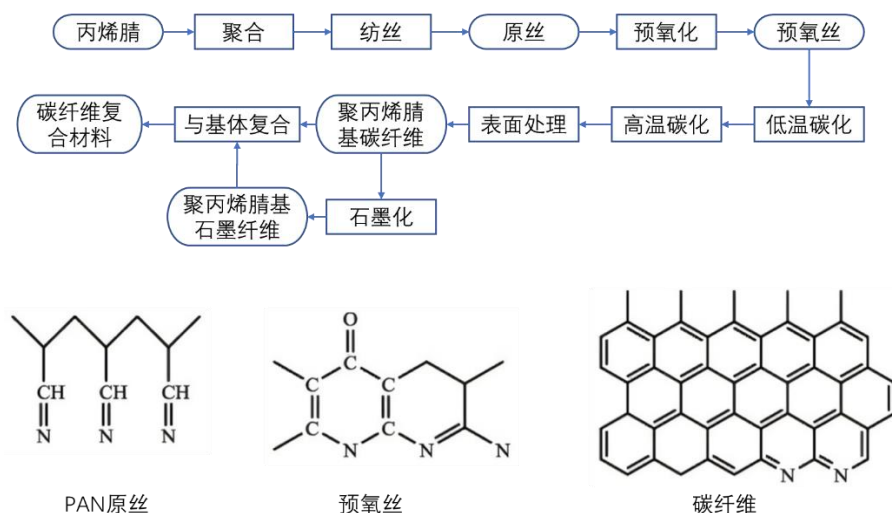 丙烯腈
聚合
纺丝
原丝
预氧化
预氧丝
碳纤维复
合材料
与基体复合
聚丙烯腈
基碳纤维
表面处理
高温碳化
低温碳化
聚丙烯腈基
石墨纤维
石墨化
CH CH CH
N N N
O
C
C C
C C
N N N
N N
PAN原丝
预氧丝
碳纤维